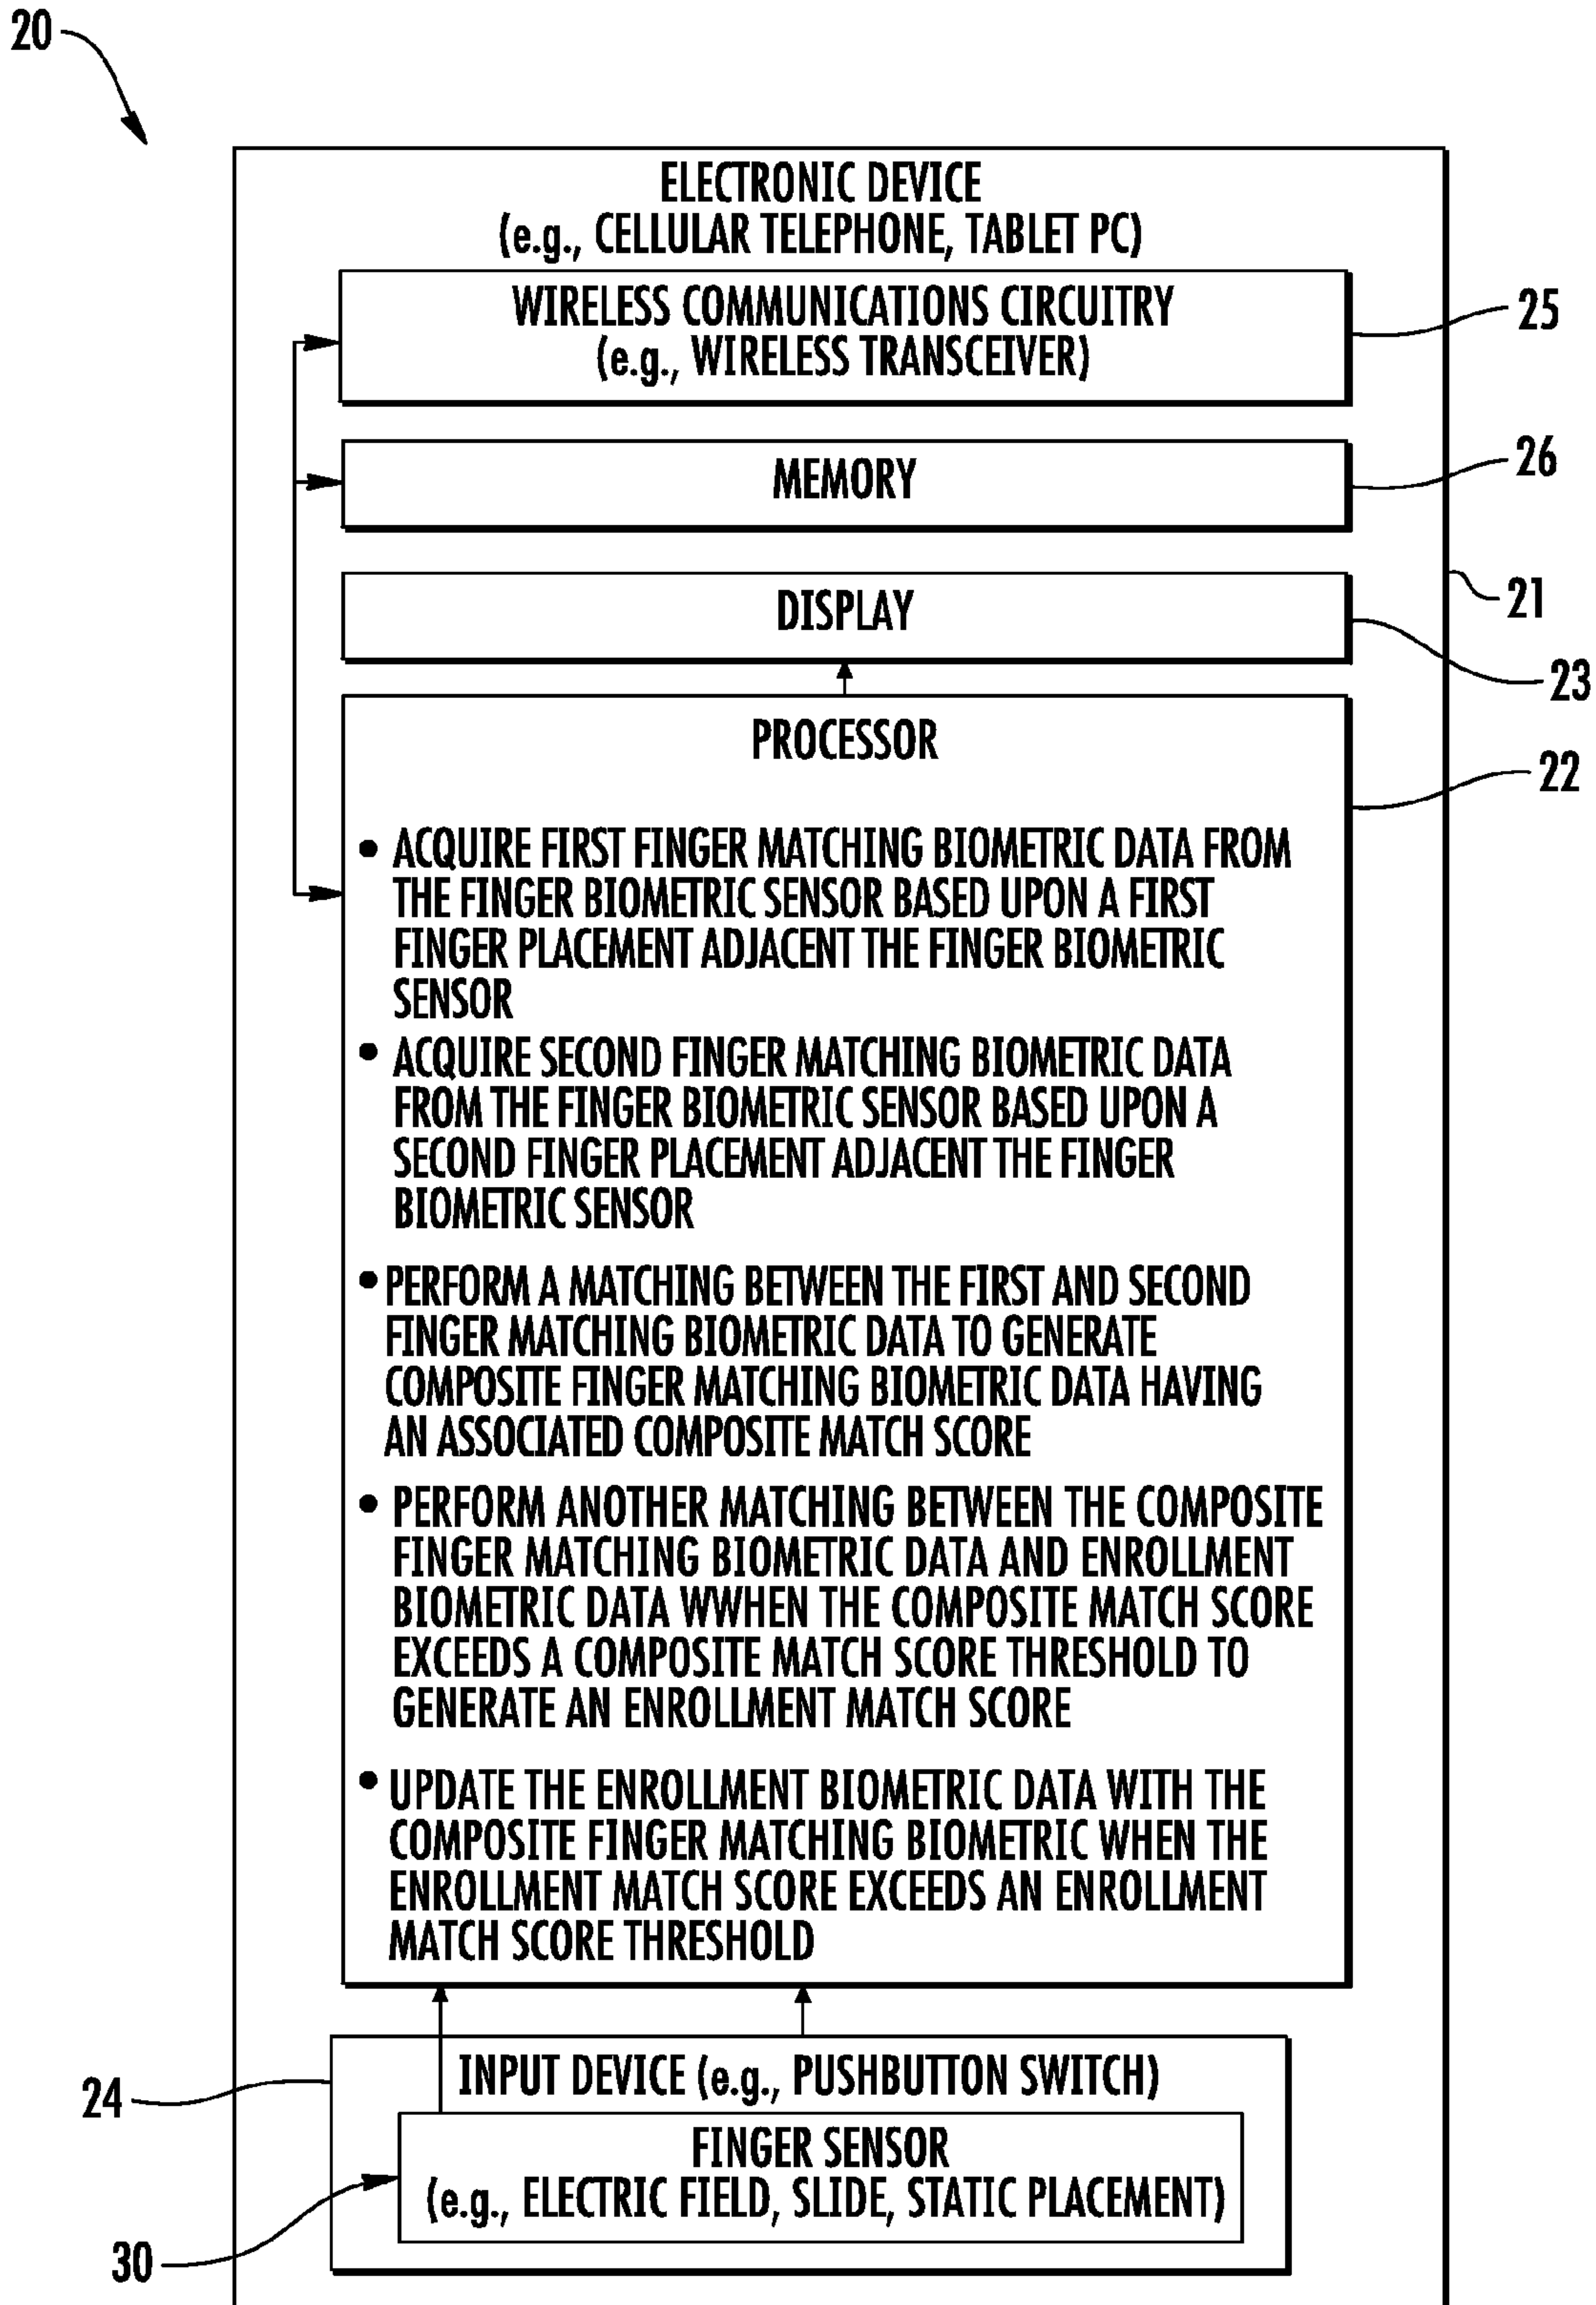 20
ELECTRONIC DEVICE
(e.g., CELLULAR TELEPHONE, TABLET PC)
WIRELESS COMMUNICATIONS CIRCUITRY
(e.g., WIRELESS TRANSCEIVER)
25
MEMORY
26
DISPLAY
21
23
PROCESSOR
22
• ACQUIRE FIRST FINGER MATCHING BIOMETRIC DATA FROM
THE FINGER BIOMETRIC SENSOR BASED UPON A FIRST
FINGER PLACEMENT ADJACENT THE FINGER BIOMETRIC
SENSOR
• ACQUIRE SECOND FINGER MATCHING BIOMETRIC DATA
FROM THE FINGER BIOMETRIC SENSOR BASED UPON A
SECOND FINGER PLACEMENT ADJACENT THE FINGER
BIOMETRIC SENSOR
• PERFORM A MATCHING BETWEEN THE FIRST AND SECOND
FINGER MATCHING BIOMETRIC DATA TO GENERATE
COMPOSITE FINGER MATCHING BIOMETRIC DATA HAVING
AN ASSOCIATED COMPOSITE MATCH SCORE
• PERFORM ANOTHER MATCHING BETWEEN THE COMPOSITE
FINGER MATCHING BIOMETRIC DATA AND ENROLLMENT
BIOMETRIC DATA WWHEN THE COMPOSITE MATCH SCORE
EXCEEDS A COMPOSITE MATCH SCORE THRESHOLD TO
GENERATE AN ENROLLMENT MATCH SCORE
• UPDATE THE ENROLLMENT BIOMETRIC DATA WITH THE
COMPOSITE FINGER MATCHING BIOMETRIC WHEN THE
ENROLLMENT MATCH SCORE EXCEEDS AN ENROLLMENT
MATCH SCORE THRESHOLD
24
INPUT DEVICE (e.g., PUSHBUTTON SWITCH)
FINGER SENSOR
(e.g., ELECTRIC FIELD, SLIDE, STATIC PLACEMENT)
30